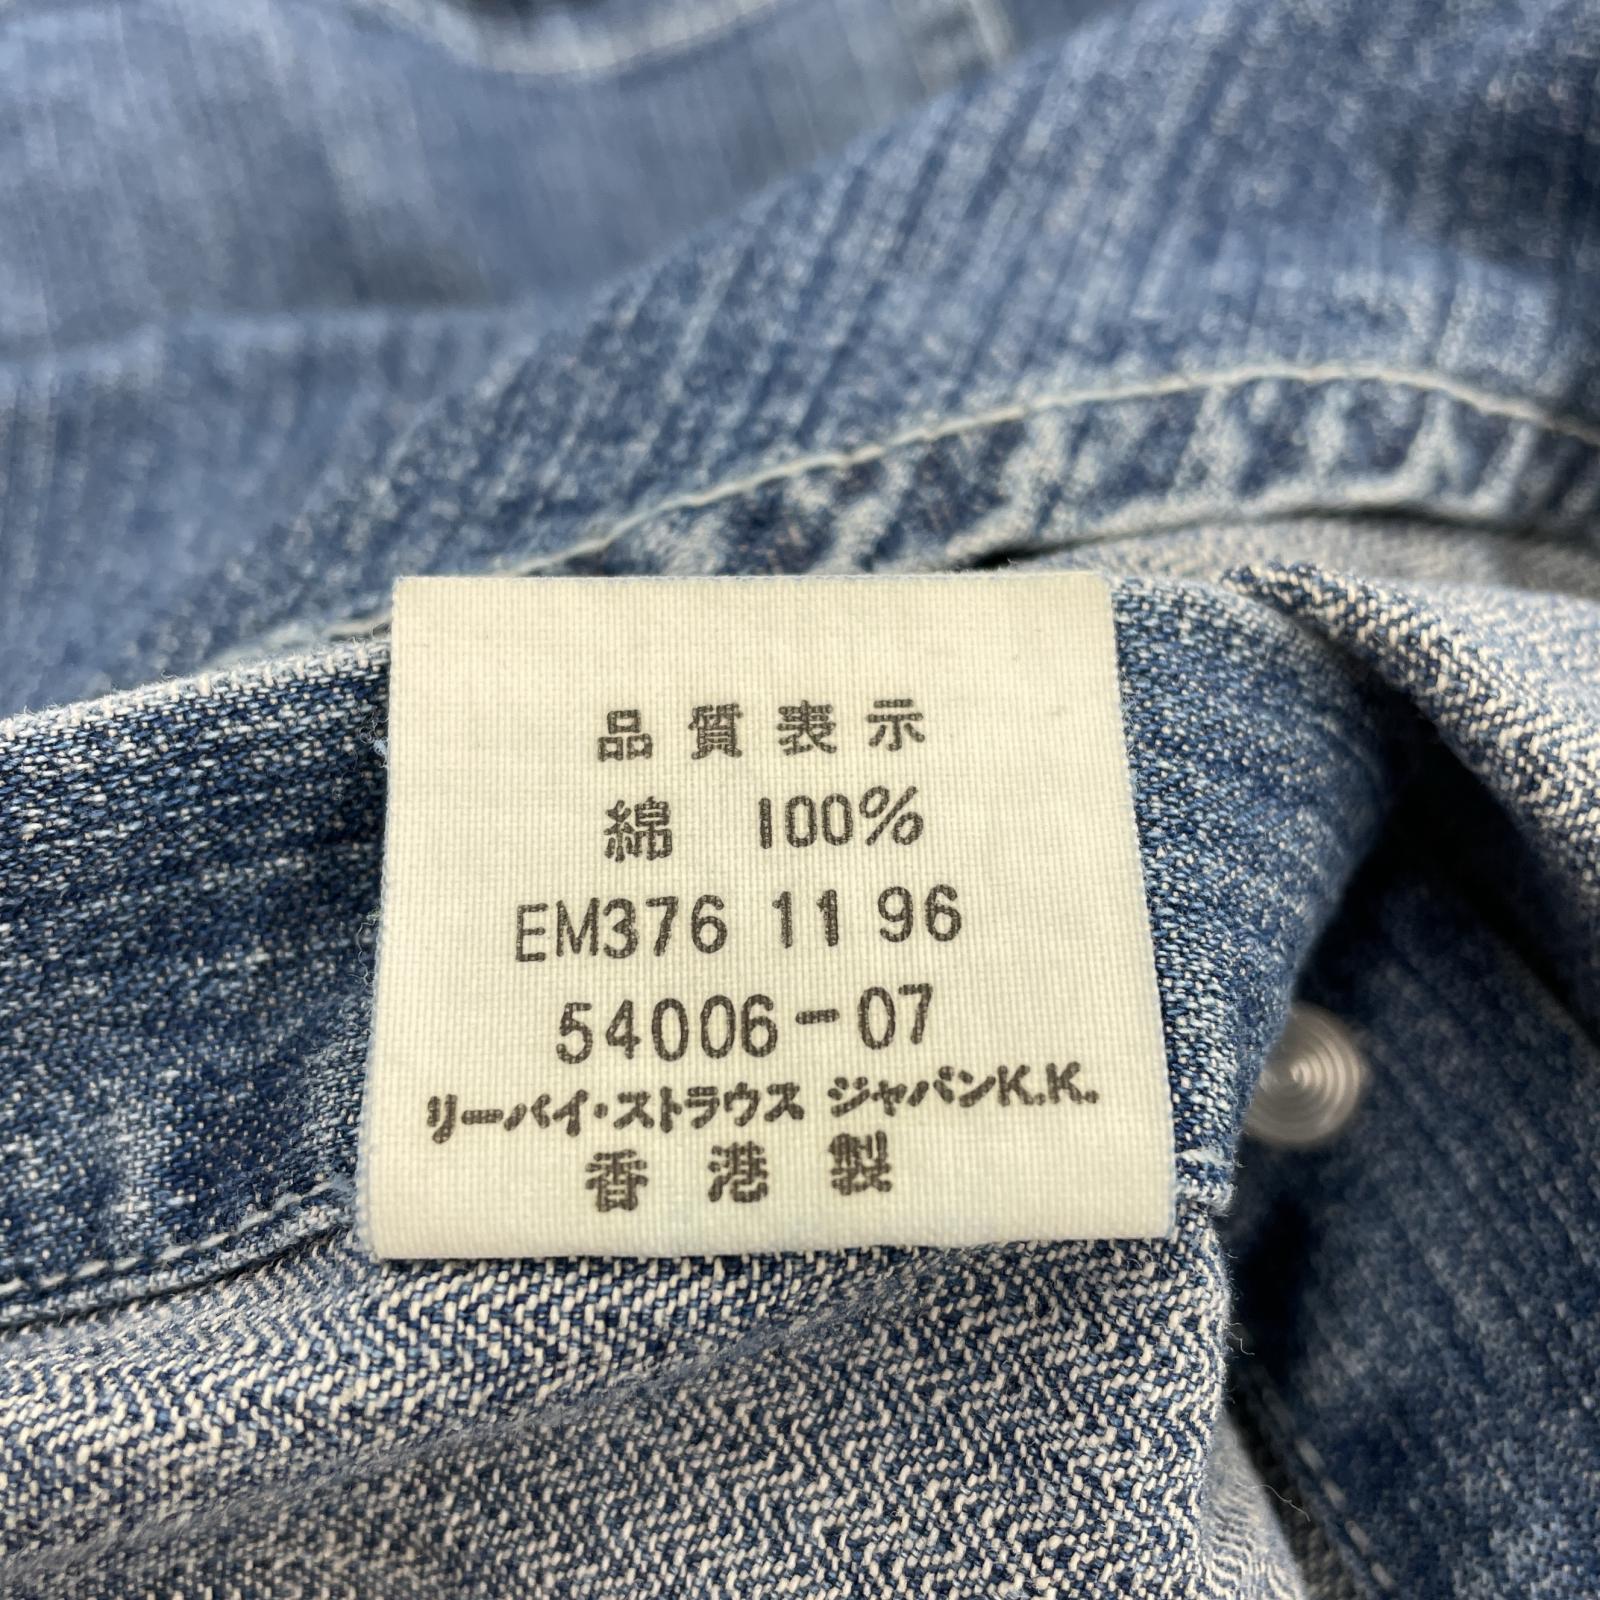 品質表示
綿 100%
EM376 11 96
54006-07
リーバイ・ストラウス ジャパンK.K.
香港製